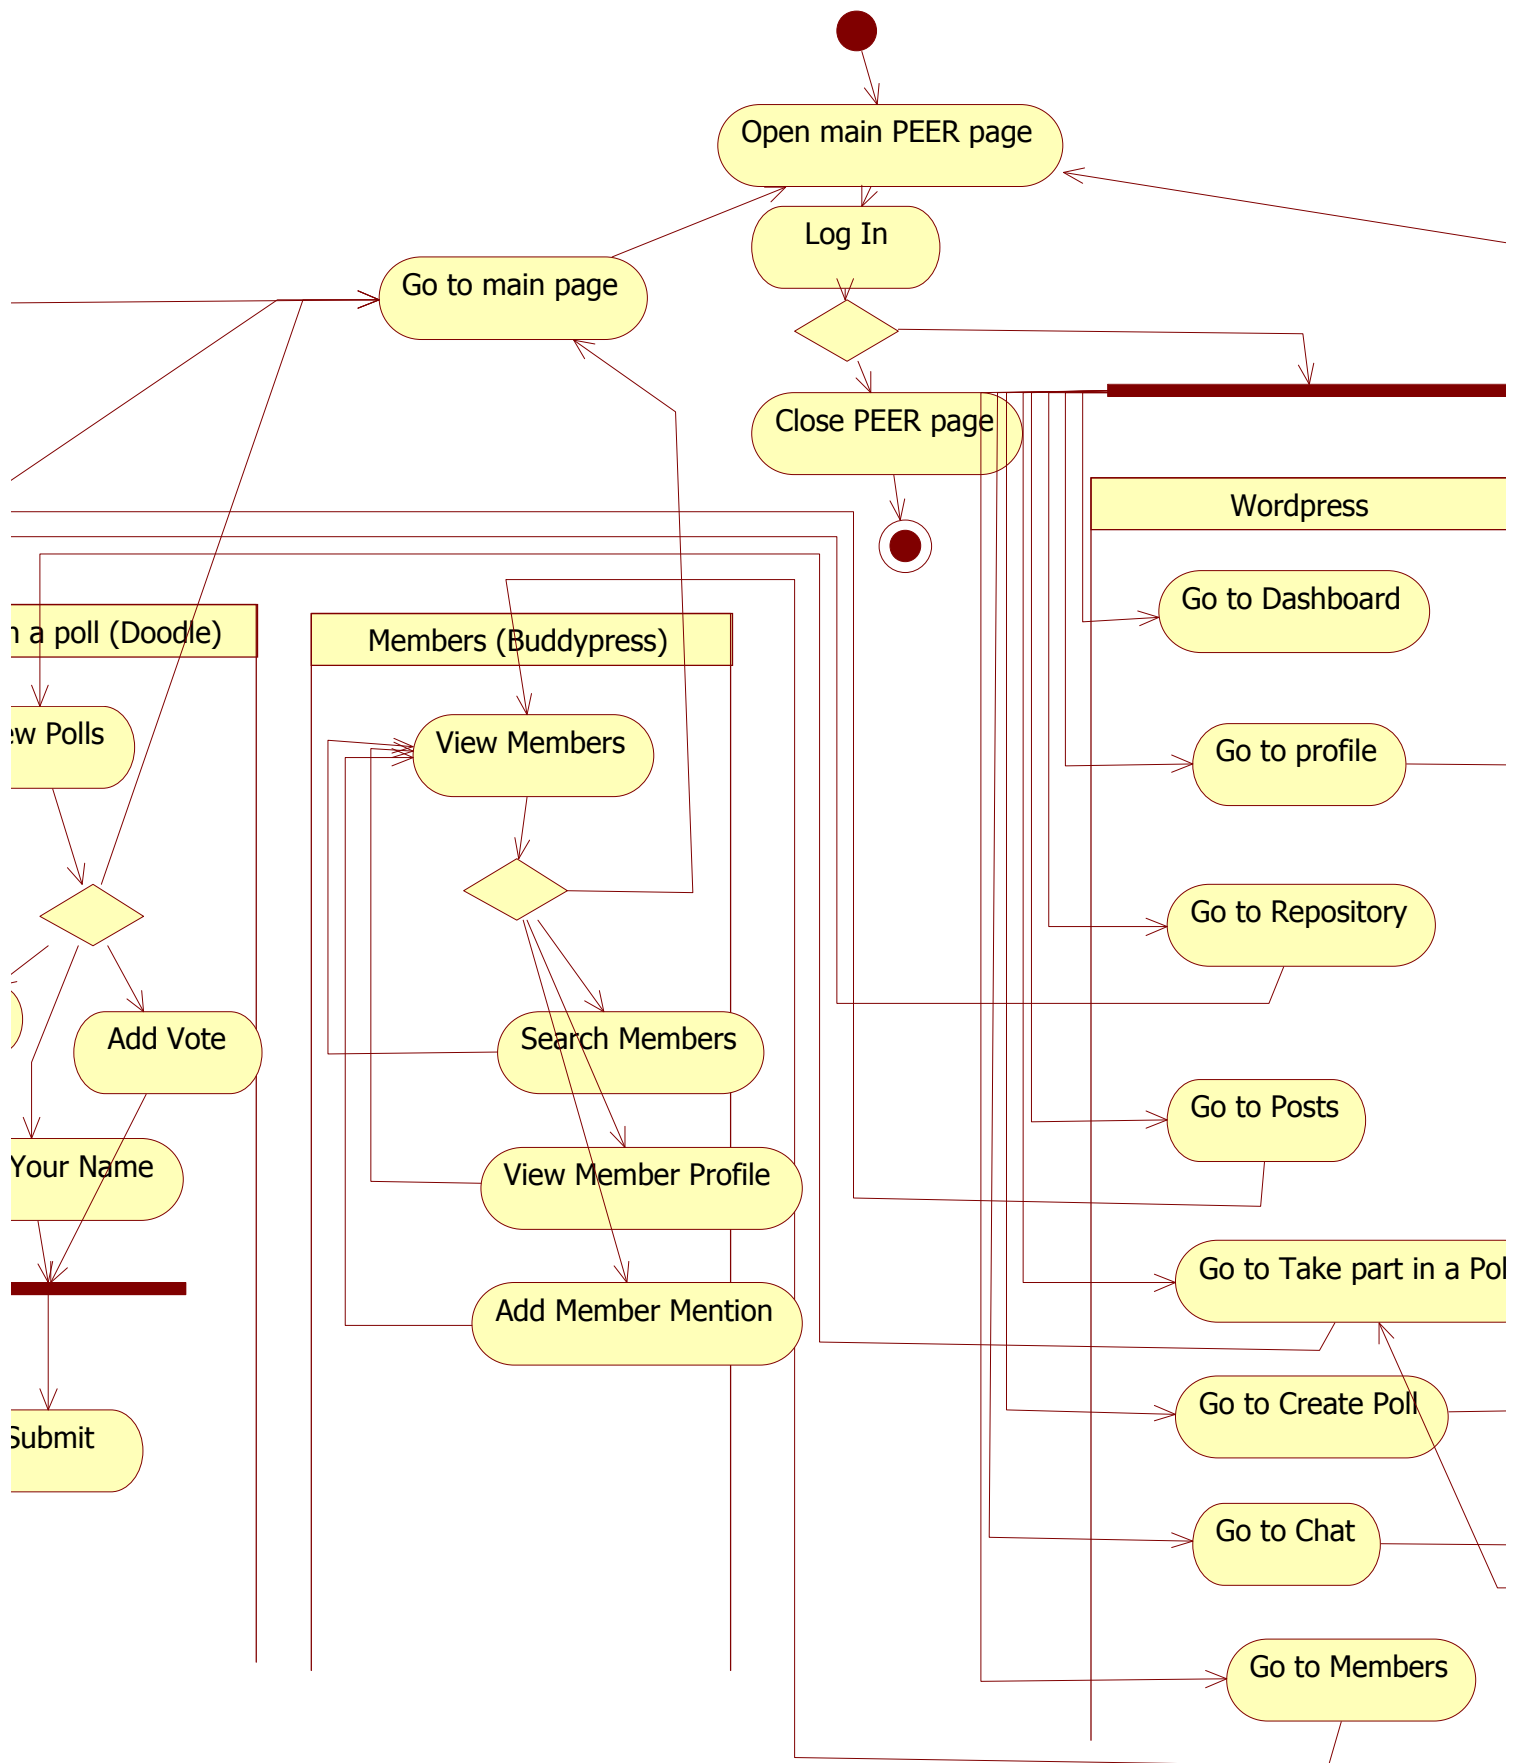 Open main PEER page
Log In
Go to main page
Close PEER page
Wordpress
Go to Dashboard
a poll (Doodle)
Members (Buddypress)
Polls
View Members
Go to profile
Go to Repository
Add Vote
Search Members
Go to Posts
Your Name
View Member Profile
Go to Take part in a
Add Member Mention
Go to Create Poll
Submit
Go to Chat
Go to Members